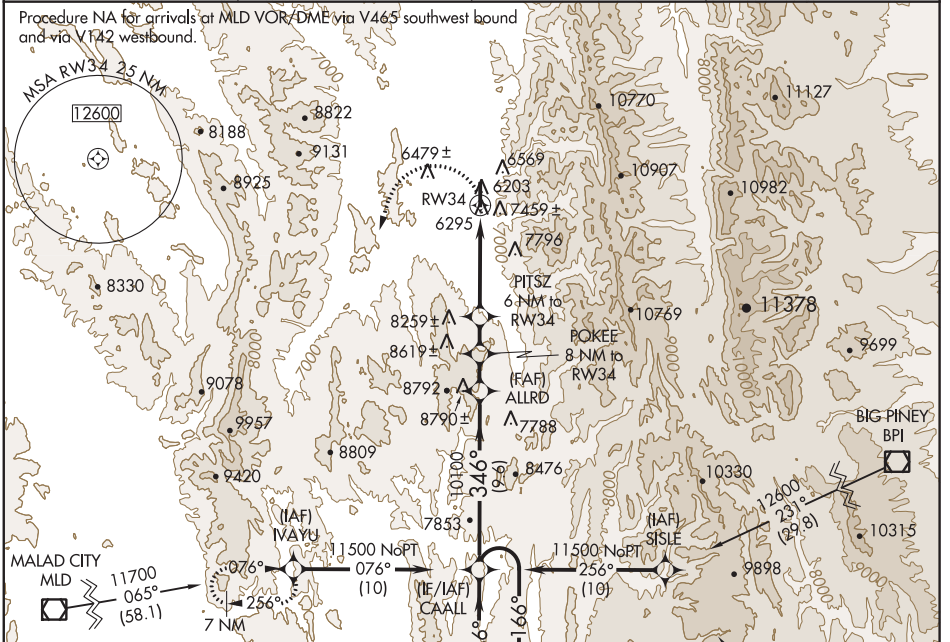 Procedure NA for arrivals at MLD VOR/DME via V465 southwest bound
and via V142 westbound.
MSA RW34 25 NM
12600
7000
8188
8822
9131
8925
6479±
6569
6203
RW34
7459±
6295
7796
10770
11127
10907
10982
8330
PITSZ
6 NM to
RW34
8259±
8619±
POKEE
8 NM to
RW34
10769
11378
9699
9078
8792
8790±
(FAF)
ALLRD
7788
9957
8809
9420
10100
346°
(9.6)
8476
7853
BIG PINEY
BPI
10330
12600
231°
(29.8)
10315
(IAF)
IVAYU
11500 NoPT
076°
(10)
(IE/IAF)
CAALL
11500 NoPT
256°
(10)
(IAF)
SISLE
9898
MALAD CITY
MLD
11700
065°
(58.1)
076°
256°
7 NM
6°
166°